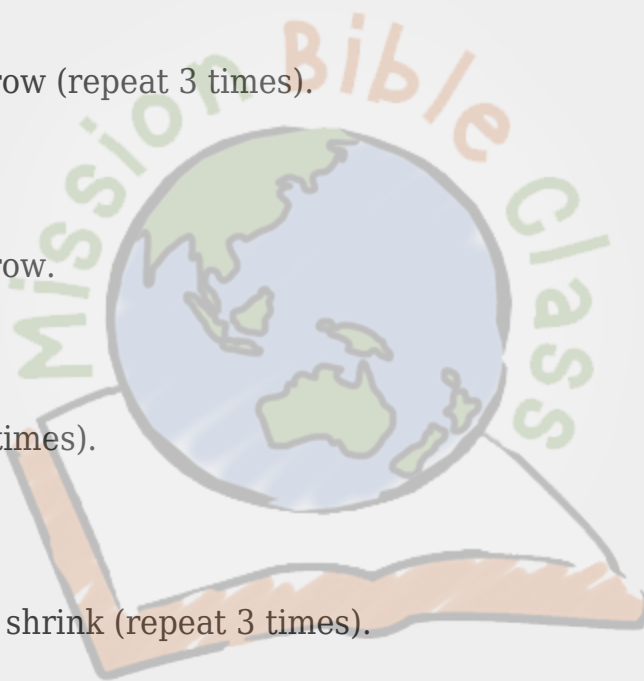 row (repeat 3 times).
Mission Bible Class
row.
times).
shrink (repeat 3 times).